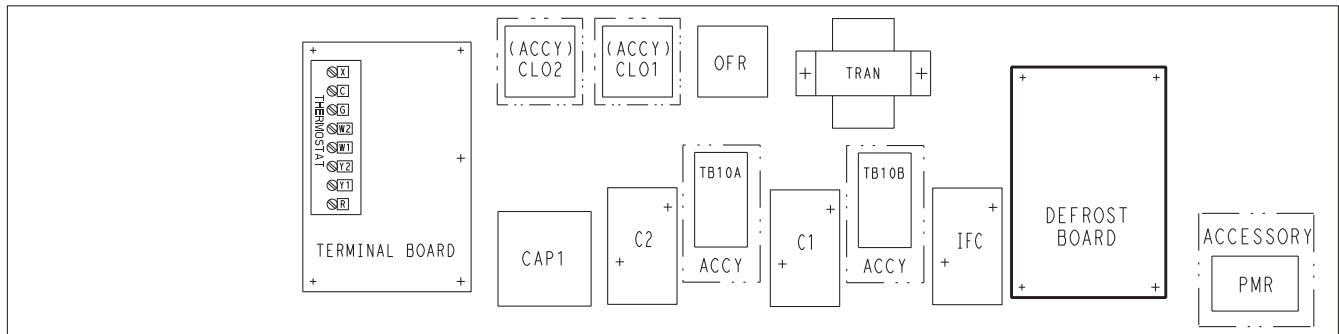 THERMOSTAT
X
C
G
W2
W1
Y2
Y1
R
TERMINAL BOARD
(ACCY)
CLO2
(ACCY)
CLO1
OFR
TRAN
CAP1
C2
TB10A
ACCY
C1
TB10B
ACCY
IFC
DEFROST
BOARD
ACCESSORY
PMR